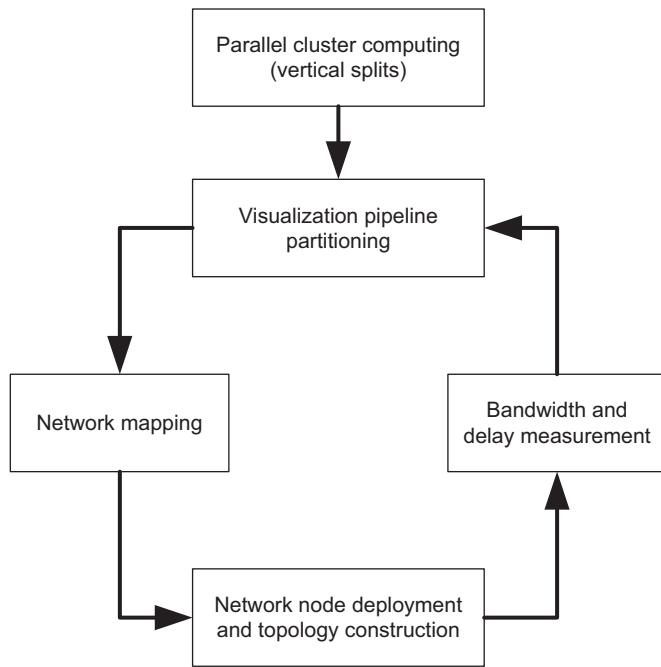 Parallel cluster computing
(vertical splits)
Visualization pipeline
partitioning
Network mapping
Bandwidth and
delay measurement
Network node deployment
and topology construction